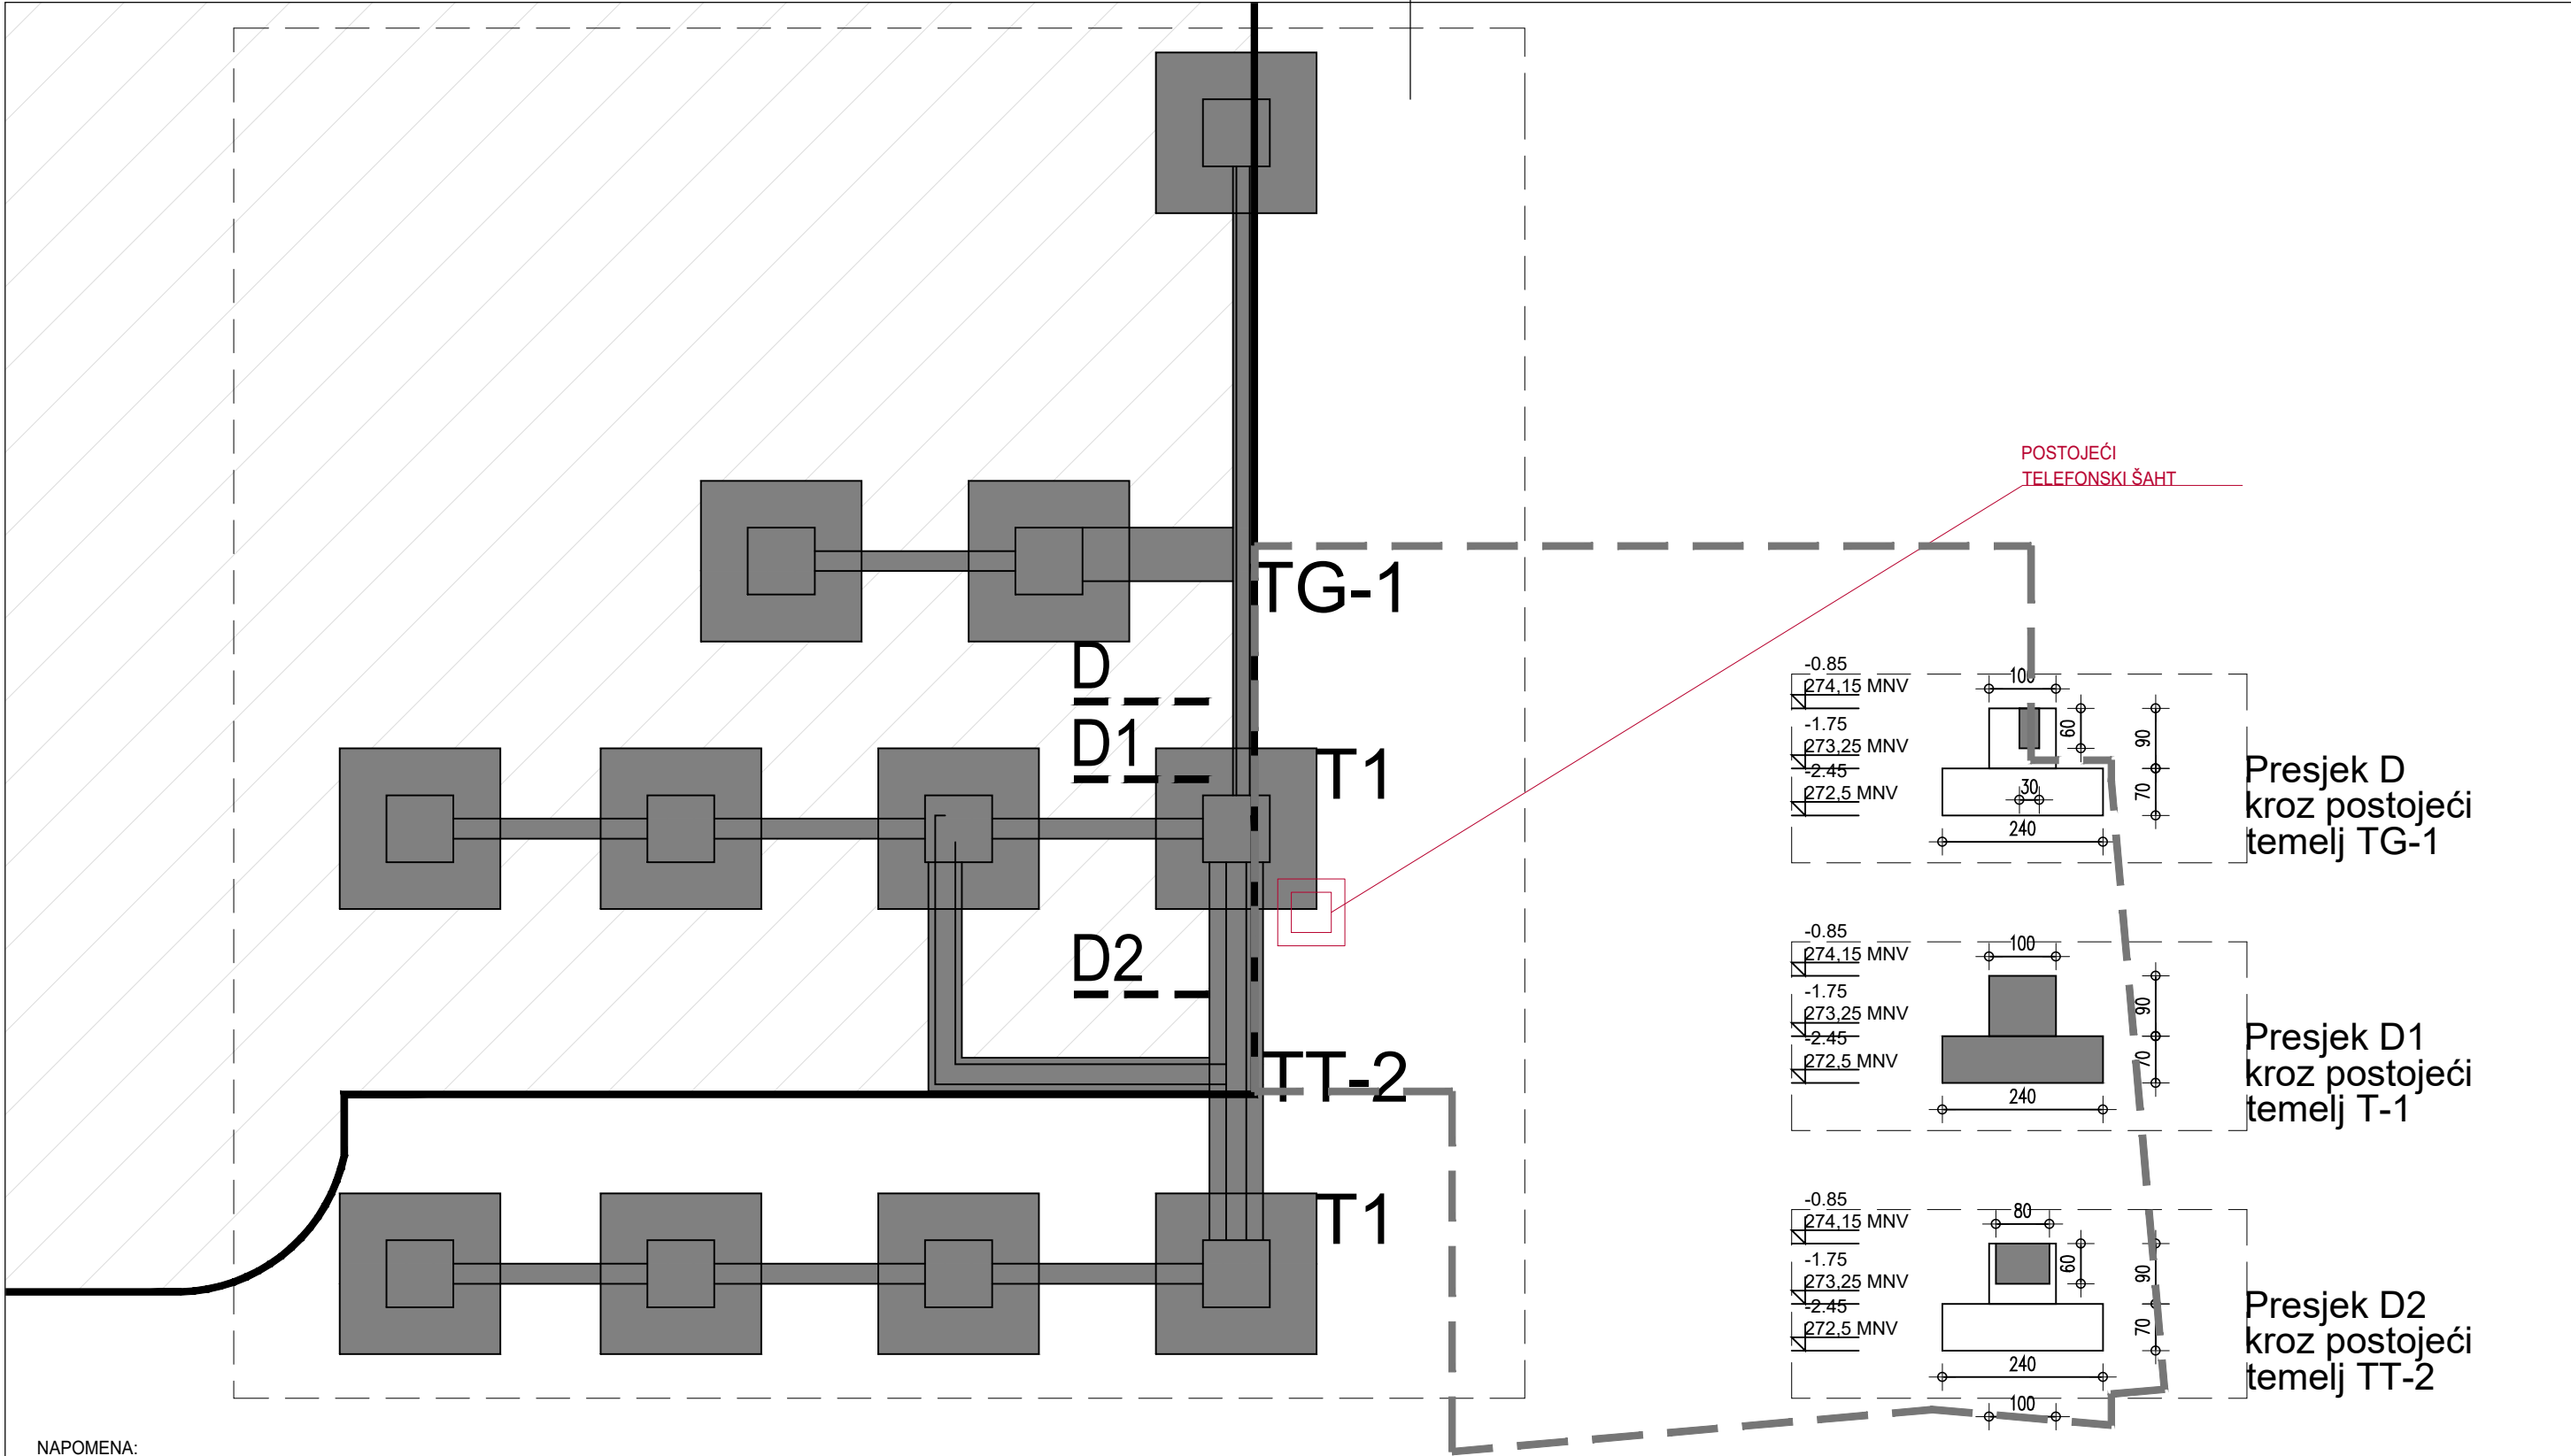 POSTOJEĆI
TELEFONSKI ŠAHT
TG-1
D
D1
T1
D2
TT-2
T1
-0.85
274,15 MNV
-1.75
273,25 MNV
-2.45
272,5 MNV
100
60
90
30
70
240
Presjek D
kroz postojeći
temelj TG-1
-0.85
274,15 MNV
-1.75
273,25 MNV
-2.45
272,5 MNV
100
90
70
240
Presjek D1
kroz postojeći
temelj T-1
-0.85
274,15 MNV
-1.75
273,25 MNV
-2.45
272,5 MNV
80
60
90
70
240
100
Presjek D2
kroz postojeći
temelj TT-2
NAPOMENA: